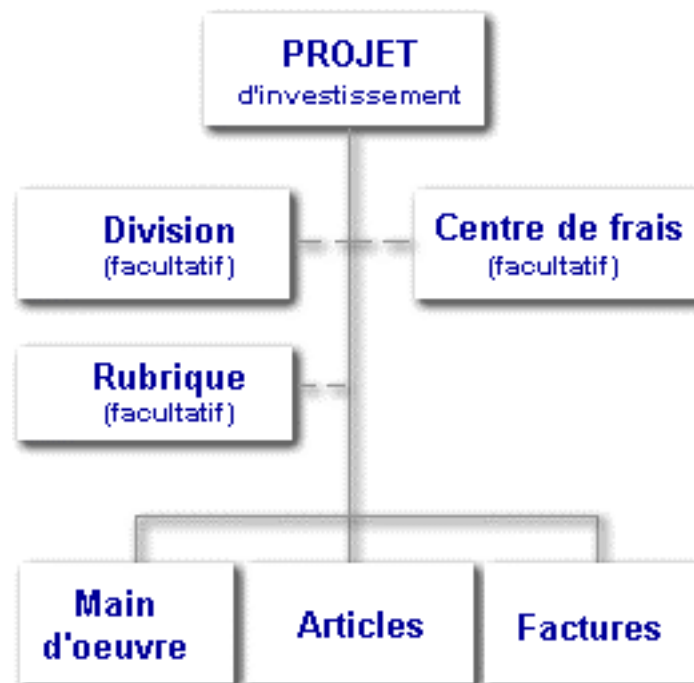 PROJET
d'investissement
Division
(facultatif)
Centre de frais
(facultatif)
Rubrique
(facultatif)
Main
d'oeuvre
Articles
Factures